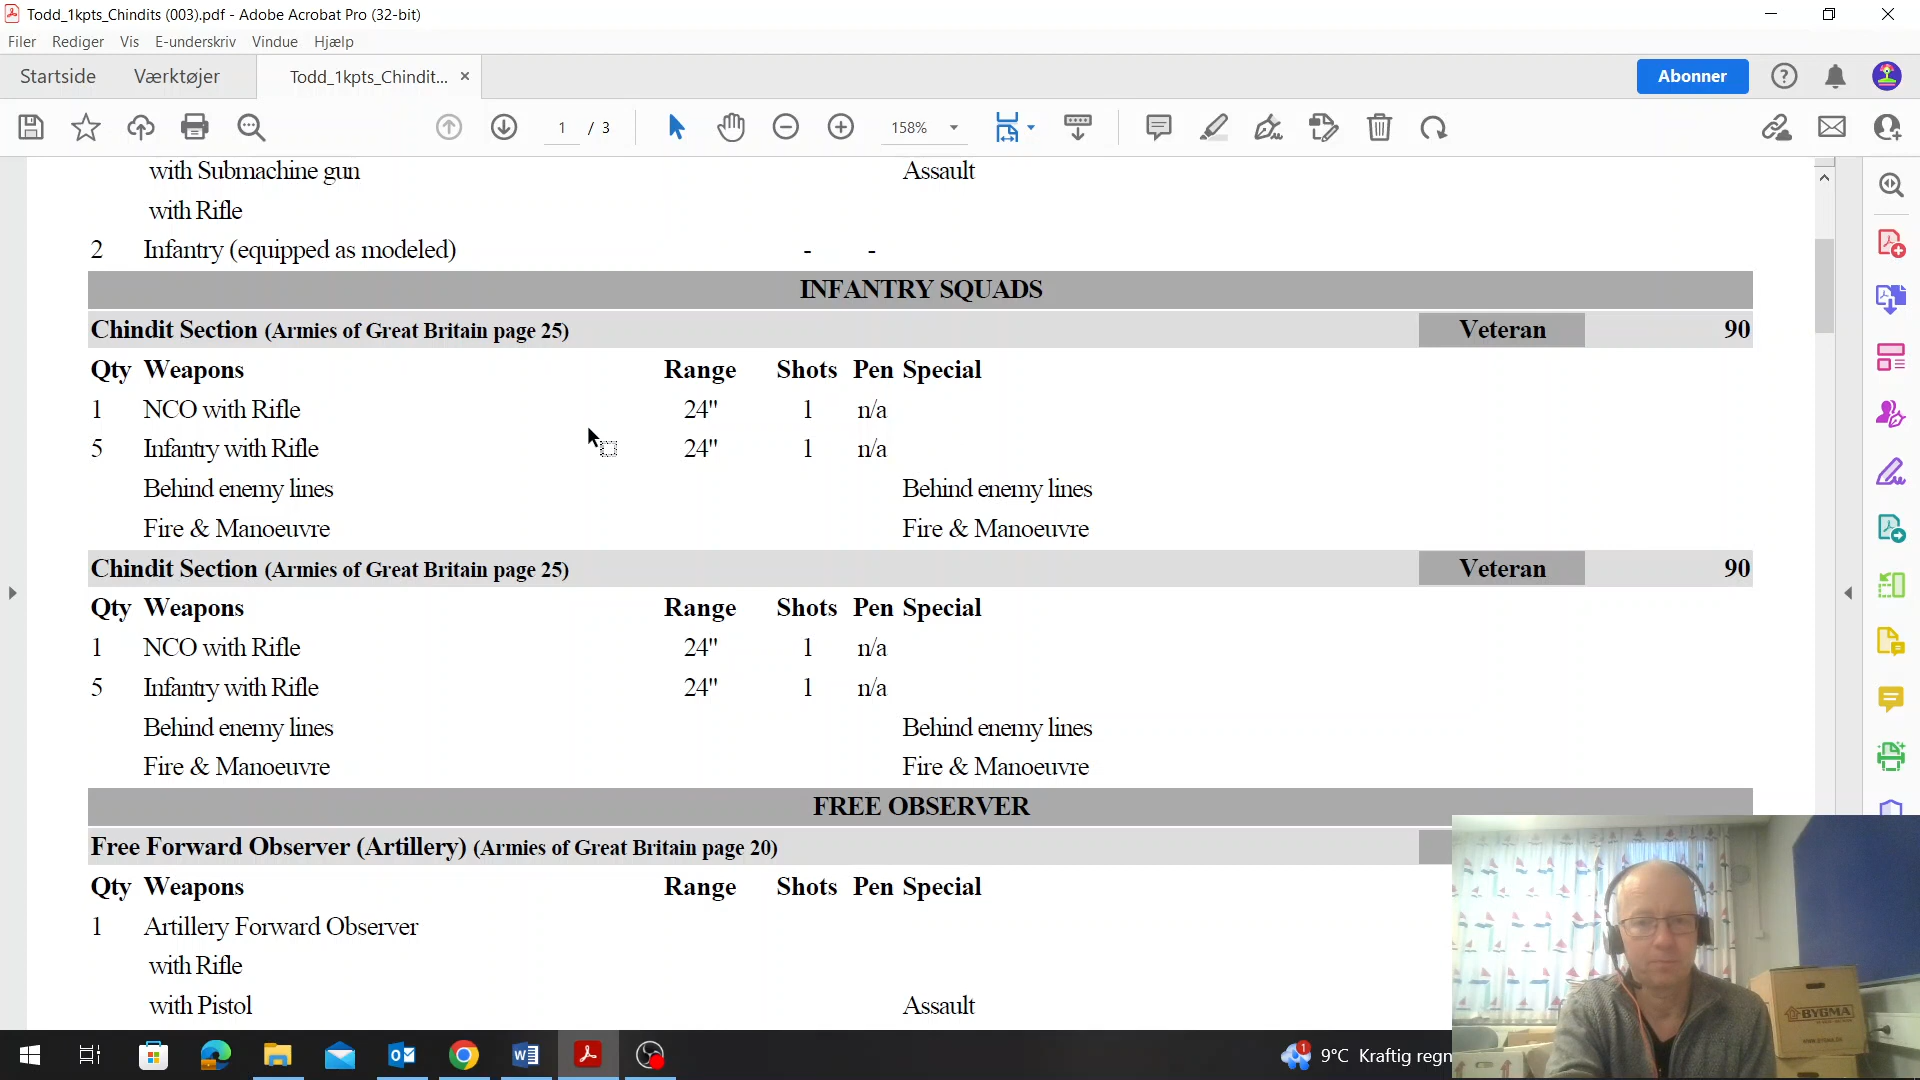 Todd_1kpts_Chindits (003).pdf - Adobe Acrobat Pro (32-bit)
Filer Rediger Vis E-underskriv Vindue Hjælp
Startside Værktøjer Todd_1kpts_Chindit... × Abonner
1 / 3 158%
with Submachine gun Assault
with Rifle
2 Infantry (equipped as modeled) - -
INFANTRY SQUADS
Chindit Section (Armies of Great Britain page 25) Veteran 90
Qty Weapons Range Shots Pen Special
1 NCO with Rifle 24" 1 n/a
5 Infantry with Rifle 24" 1 n/a
Behind enemy lines Behind enemy lines
Fire & Manoeuvre Fire & Manoeuvre
Chindit Section (Armies of Great Britain page 25) Veteran 90
Qty Weapons Range Shots Pen Special
1 NCO with Rifle 24" 1 n/a
5 Infantry with Rifle 24" 1 n/a
Behind enemy lines Behind enemy lines
Fire & Manoeuvre Fire & Manoeuvre
FREE OBSERVER
Free Forward Observer (Artillery) (Armies of Great Britain page 20)
Qty Weapons Range Shots Pen Special
1 Artillery Forward Observer
with Rifle
with Pistol Assault
BYGMA
1 9°C Kraftig regn